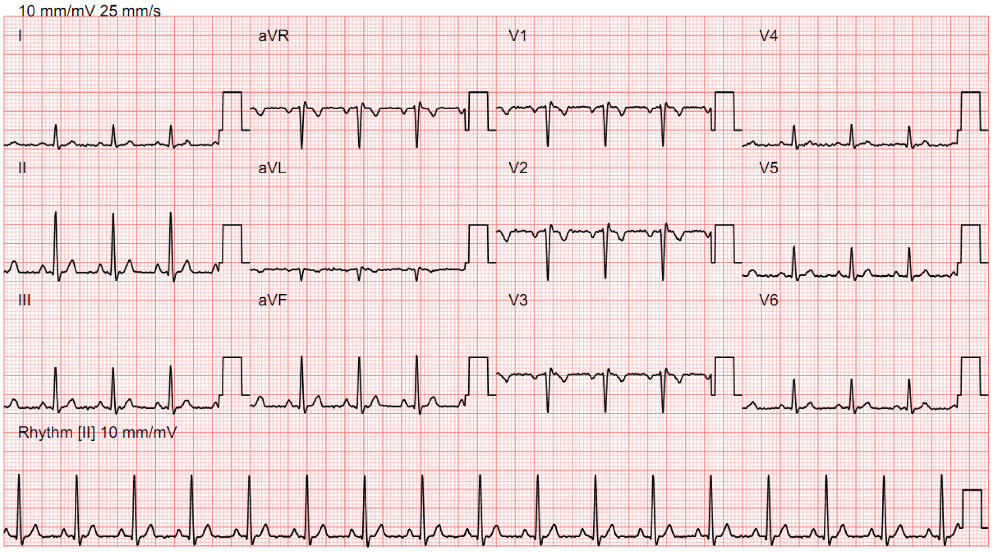 10 mm/mV 25 mm/s
I aVR V1 V4
II aVL V2 V5
III aVF V3 V6
Rhythm [II] 10 mm/mV